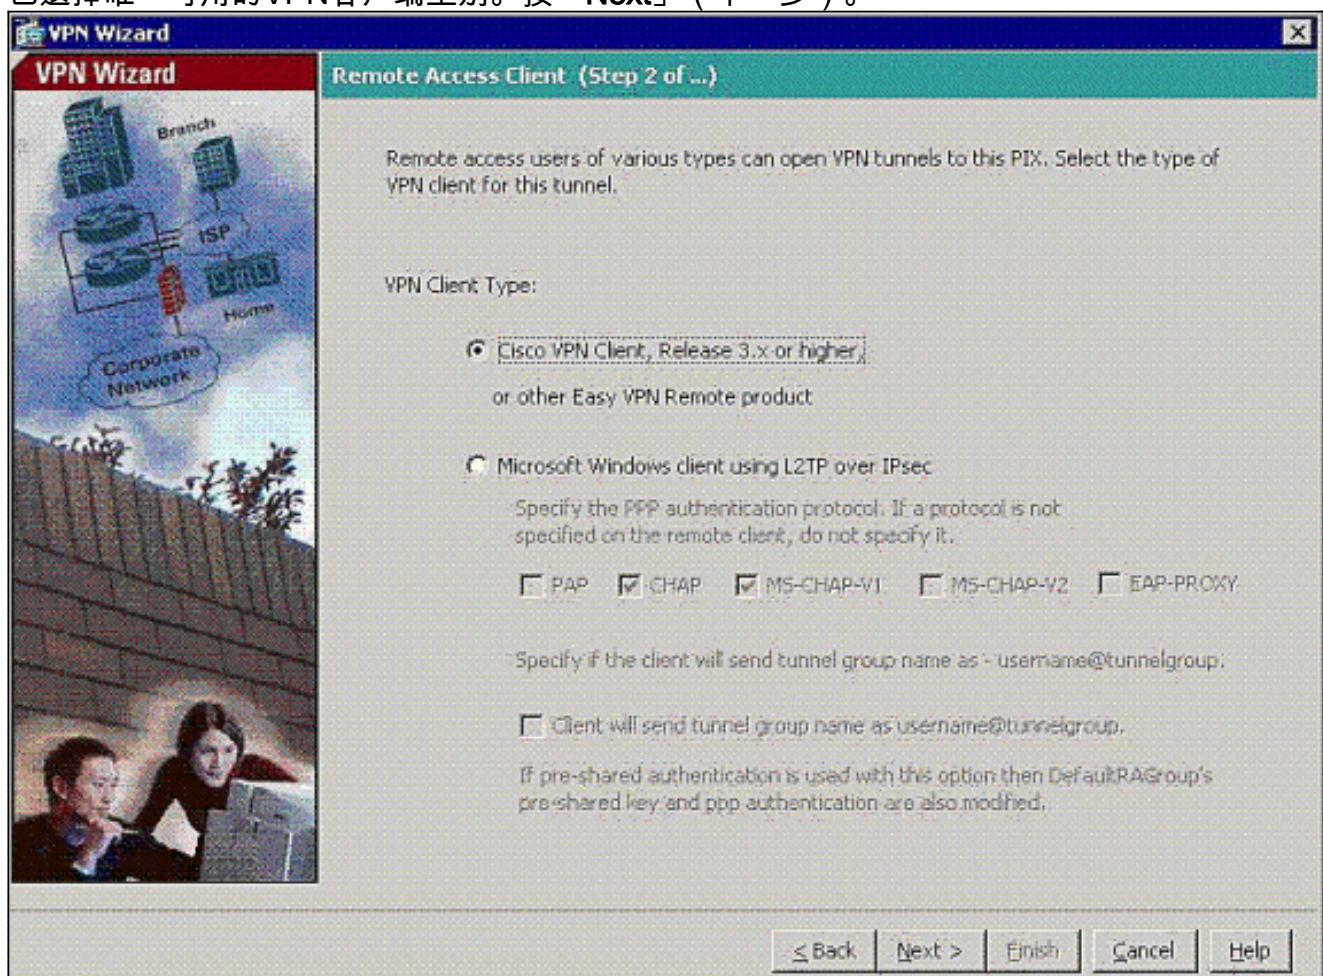 Next
VPN Wizard
VPN Wizard
Remote Access Client (Step 2 of ...)
Branch
ISP
Home
Corporate
Network
Remote access users of various types can open VPN tunnels to this PIX. Select the type of
VPN client for this tunnel.
VPN Client Type:
Cisco VPN Client, Release 3.x or higher,
or other Easy VPN Remote product
Microsoft Windows client using L2TP over IPsec
Specify the PPP authentication protocol. If a protocol is not
specified on the remote client, do not specify it.
PAP CHAP MS-CHAP-V1 MS-CHAP-V2 EAP-PROXY
Specify if the client will send tunnel group name as - username@tunnelgroup.
Client will send tunnel group name as username@tunnelgroup.
If pre-shared authentication is used with this option then DefaultRAGroup's
pre-shared key and ppp authentication are also modified.
< Back Next > Finish Cancel Help